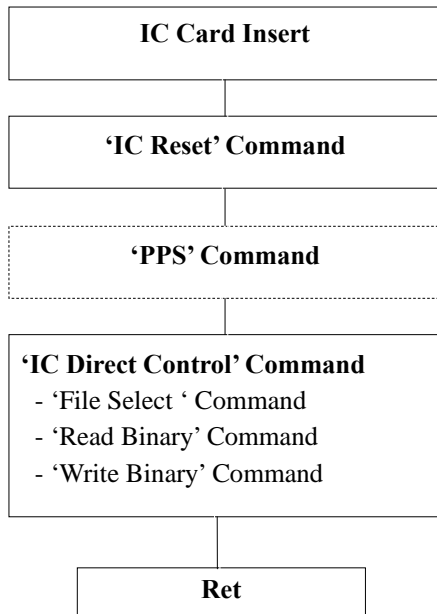 IC Card Insert
‘IC Reset’ Command
‘PPS’ Command
‘IC Direct Control’ Command
- ‘File Select ‘ Command
- ‘Read Binary’ Command
- ‘Write Binary’ Command
Ret